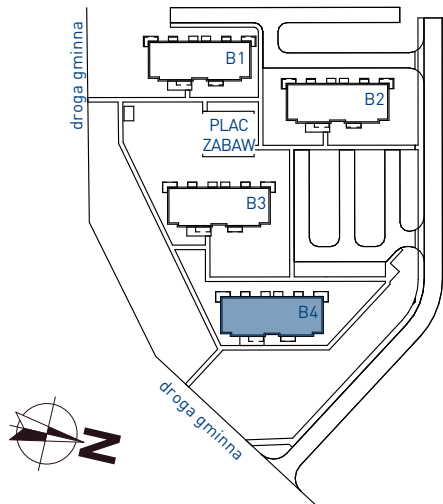 droga gminna
B1
B2
PLAC
ZABAW
B3
B4
droga gminna
N